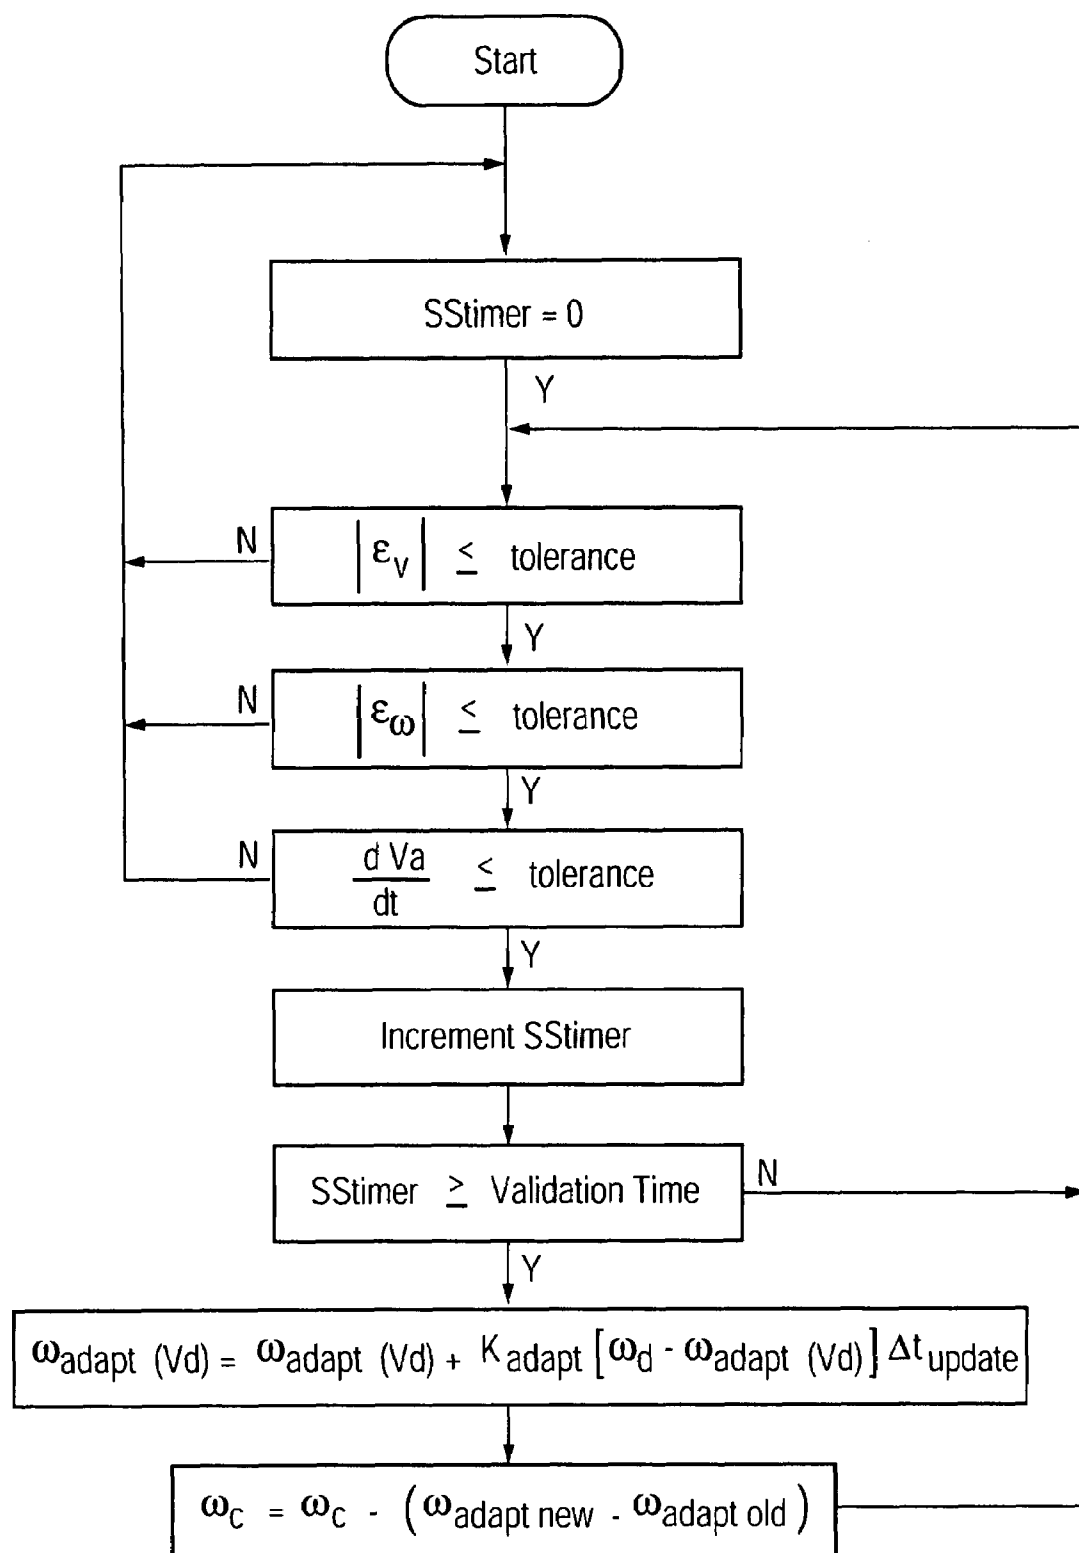 Start
SStimer = 0
Y
N
|εv| ≤ tolerance
Y
N
|εω| ≤ tolerance
Y
N
d Va
dt
≤ tolerance
Y
Increment SStimer
SStimer ≥ Validation Time
N
Y
ωadapt (Vd) = ωadapt (Vd) + Kadapt [ωd - ωadapt (Vd)] Δtupdate
ωc = ωc - (ωadapt new - ωadapt old)